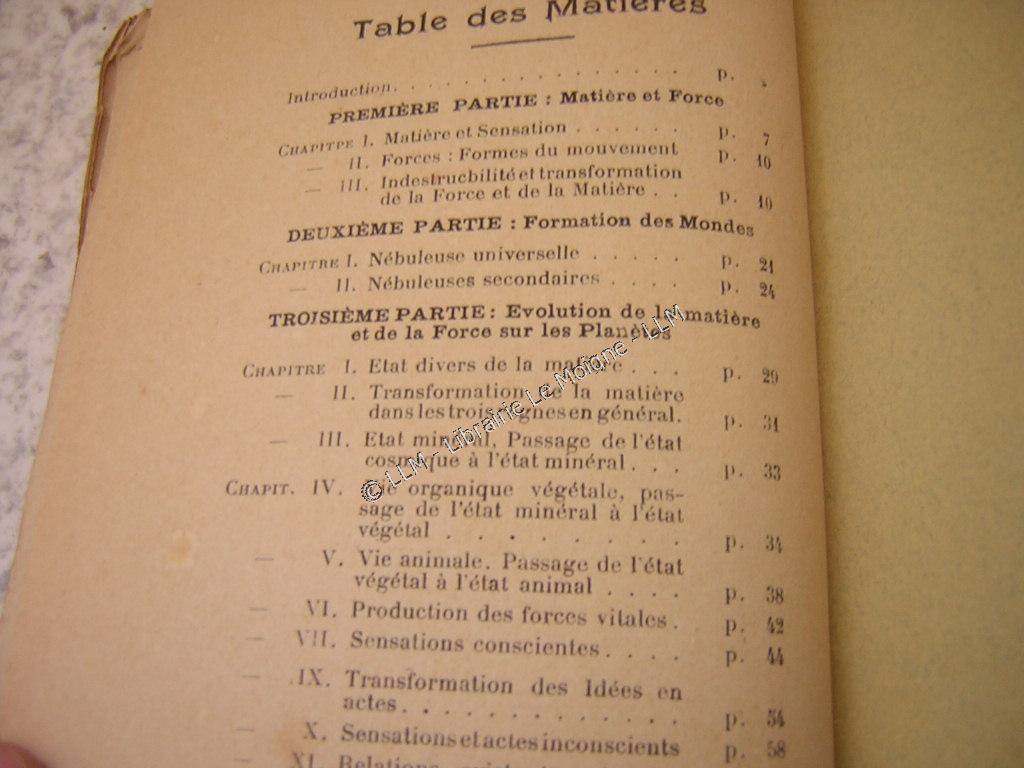 Table des Matières
Introduction. . . . . . . . . . . . . p.
PREMIÈRE PARTIE : Matière et Force
CHAPITPE I. Matière et Sensation . . . . . . p. 7
— II. Forces : Formes du mouvement p. 10
— III. Indestrucbilité et transformation
de la Force et de la Matière . . p. 19
DEUXIÈME PARTIE : Formation des Mondes
CHAPITRE I. Nébuleuse universelle . . . . . p. 21
— II. Nébuleuses secondaires . . . . p. 24
TROISIÈME PARTIE : Evolution de la matière
et de la Force sur les Planètes
CHAPITRE I. Etat divers de la matière . . . p. 29
— II. Transformation de la matière
dans les trois règnes en général. p. 31
— III. Etat minéral, Passage de l'état
cosmique à l'état minéral . . . p. 33
CHAPIT. IV. Vie organique végétale, pas-
sage de l'état minéral à l'état
végétal . . . . . . . . p. 34
— V. Vie animale. Passage de l'état
végétal à l'état animal . . . . p. 38
— VI. Production des forces vitales . p. 42
— VII. Sensations conscientes . . . . p. 44
— IX. Transformation des Idées en
actes . . . . . . . . . . . p. 54
— X. Sensations et actes inconscients p. 58
XI. Relations
© LLM - Librairie Le Moigne - LLM